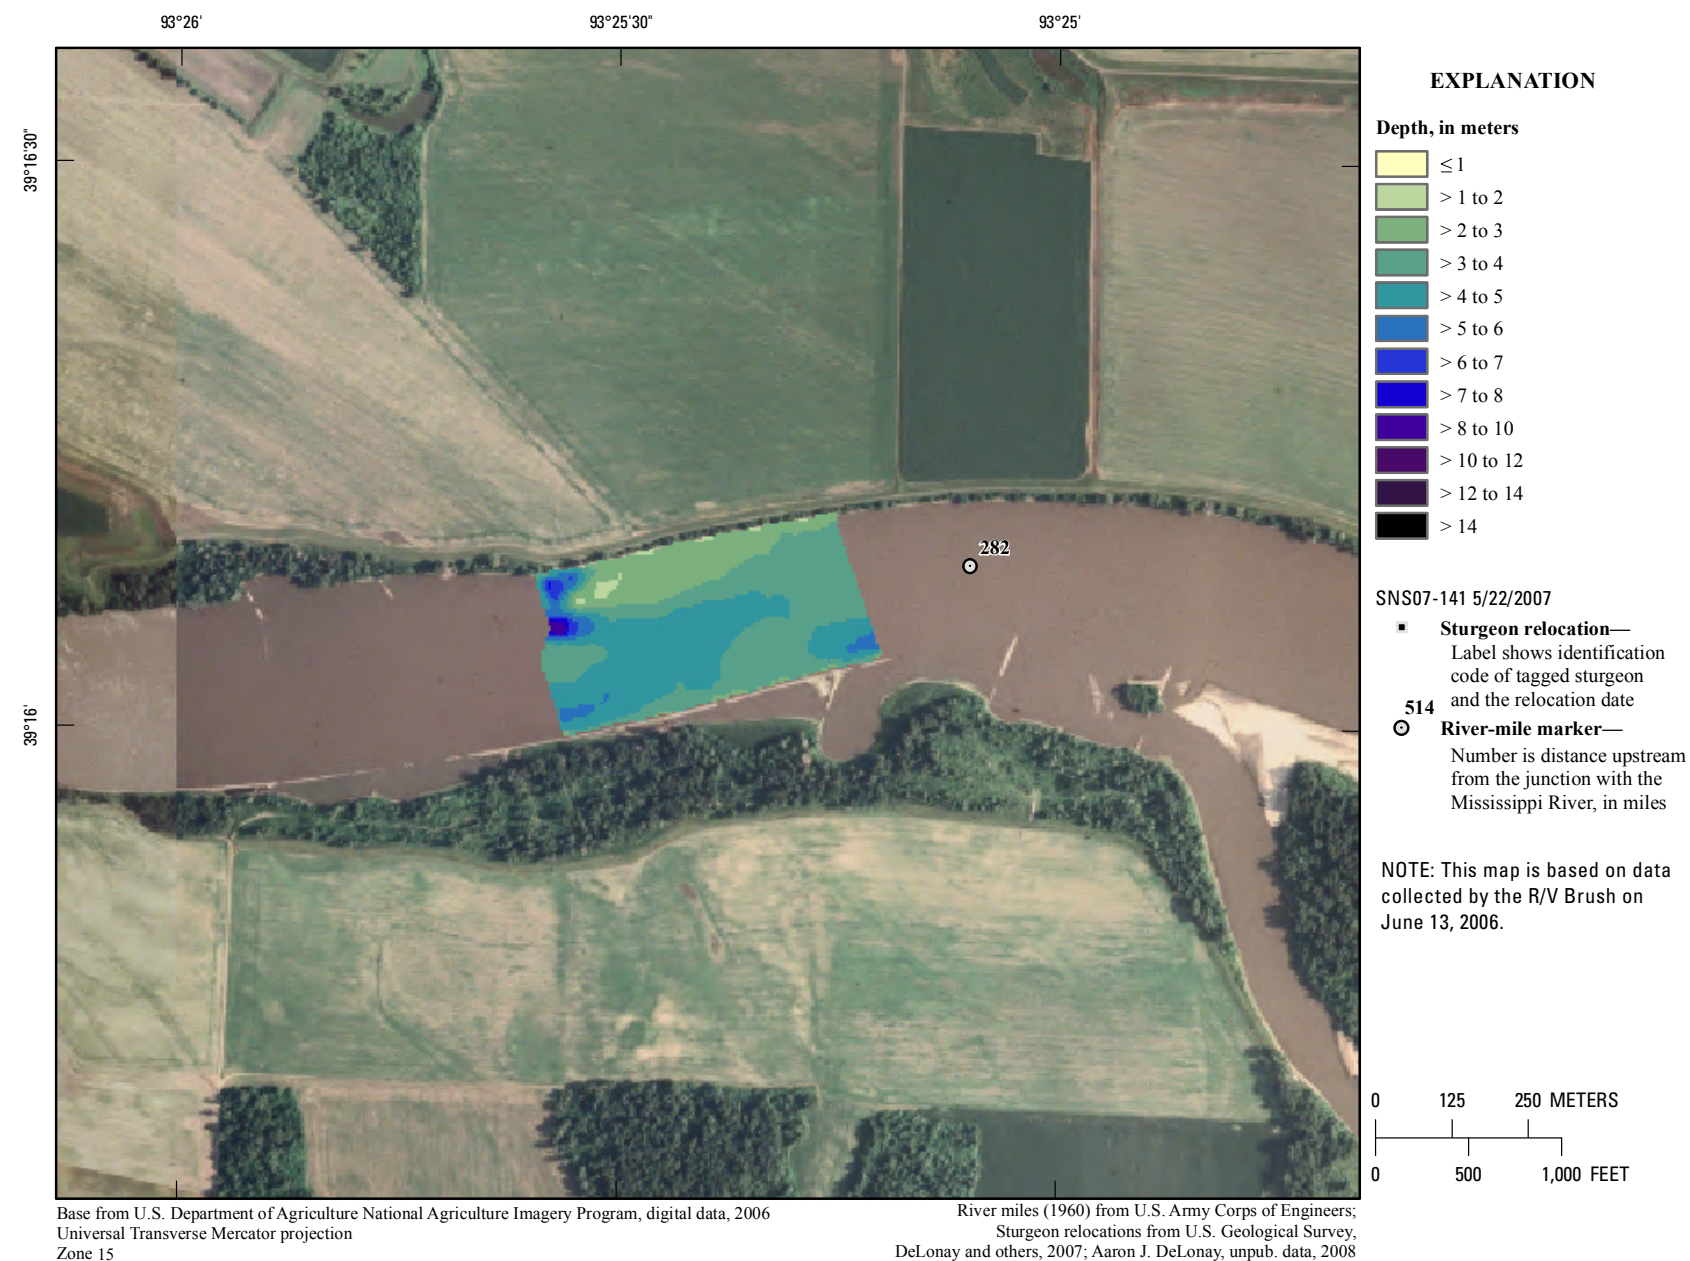 93°26'
93°25'30"
93°25'
39°16'30"
39°16'
282
EXPLANATION
Depth, in meters
≤ 1
> 1 to 2
> 2 to 3
> 3 to 4
> 4 to 5
> 5 to 6
> 6 to 7
> 7 to 8
> 8 to 10
> 10 to 12
> 12 to 14
> 14
SNS07-141 5/22/2007
Sturgeon relocation—
Label shows identification
code of tagged sturgeon
and the relocation date
514
River-mile marker—
Number is distance upstream
from the junction with the
Mississippi River, in miles
NOTE: This map is based on data
collected by the R/V Brush on
June 13, 2006.
0 125 250 METERS
0 500 1,000 FEET
Base from U.S. Department of Agriculture National Agriculture Imagery Program, digital data, 2006
Universal Transverse Mercator projection
Zone 15
River miles (1960) from U.S. Army Corps of Engineers;
Sturgeon relocations from U.S. Geological Survey,
DeLonay and others, 2007; Aaron J. DeLonay, unpub. data, 2008